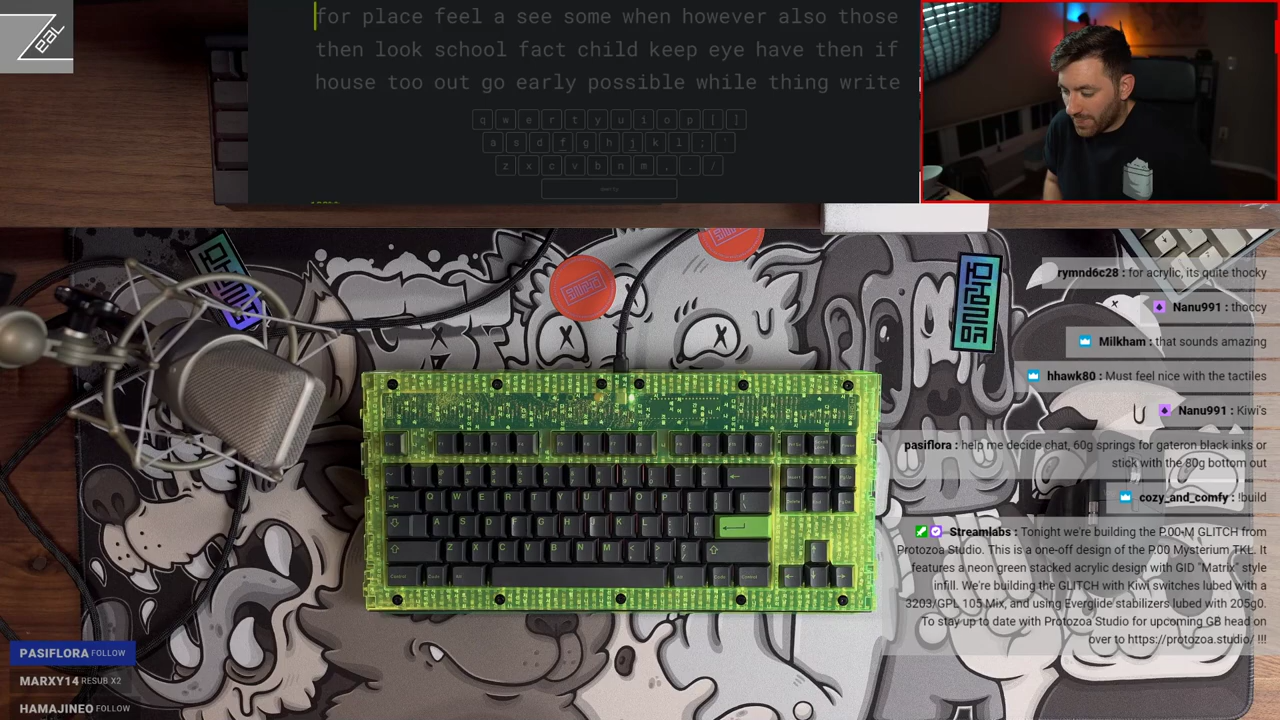 Zeal
for place feel a see some when however also those
then look school fact child keep eye have then if
house too out go early possible while thing write
q w e r t y u i o p [ ]
a s d f g h j k l ; '
z x c v b n m , . /
rymnd6c28 : for acrylic, its quite thocky
Nanu991 : thoccy
Milkham : that sounds amazing
hhawk80 : Must feel nice with the tactiles
Nanu991 : Kiwi's
pasiflora : help me decide chat, 60g springs for gateron black inks or
stick with the 80g bottom out
cozy_and_comfy : !build
Streamlabs : Tonight we're building the P.00-M GLITCH from
Protozoa Studio. This is a one-off design of the P.00 Mysterium TKL. It
features a neon green stacked acrylic design with GID "Matrix" style
infill. We're building the GLITCH with Kiwi switches lubed with a
3203/GPL 105 Mix, and using Everglide stabilizers lubed with 205g0.
To stay up to date with Protozoa Studio for upcoming GB head on
over to https://protozoa.studio/ !!!
Q W E R T Y U I O P
A S D F G H J K L
Z X C V B N M
PASIFLORA FOLLOW
MARXY14 RESUB X2
HAMAJINEO FOLLOW